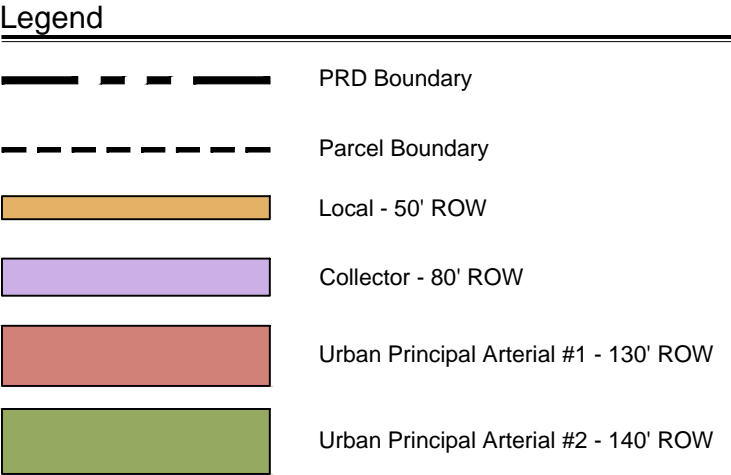 Legend
PRD Boundary
Parcel Boundary
Local - 50' ROW
Collector - 80' ROW
Urban Principal Arterial #1 - 130' ROW
Urban Principal Arterial #2 - 140' ROW